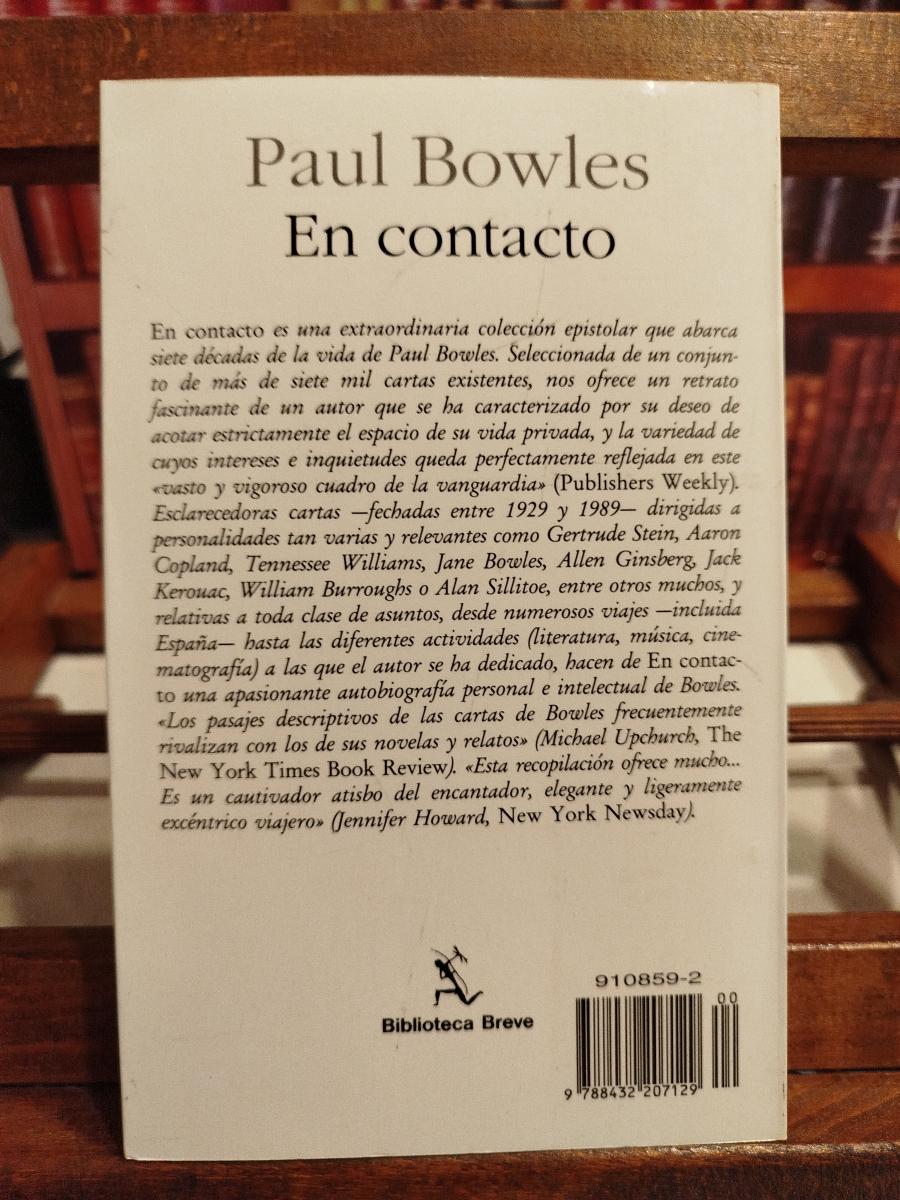 Paul Bowles
En contacto
En contacto es una extraordinaria colección epistolar que abarca
siete décadas de la vida de Paul Bowles. Seleccionada de un conjun-
to de más de siete mil cartas existentes, nos ofrece un retrato
fascinante de un autor que se ha caracterizado por su deseo de
acotar estrictamente el espacio de su vida privada, y la variedad de
cuyos intereses e inquietudes queda perfectamente reflejada en este
«vasto y vigoroso cuadro de la vanguardia» (Publishers Weekly).
Esclarecedoras cartas —fechadas entre 1929 y 1989— dirigidas a
personalidades tan varias y relevantes como Gertrude Stein, Aaron
Copland, Tennessee Williams, Jane Bowles, Allen Ginsberg, Jack
Kerouac, William Burroughs o Alan Sillitoe, entre otros muchos, y
relativas a toda clase de asuntos, desde numerosos viajes —incluida
España— hasta las diferentes actividades (literatura, música, cine-
matografía) a las que el autor se ha dedicado, hacen de En contac-
to una apasionante autobiografía personal e intelectual de Bowles.
«Los pasajes descriptivos de las cartas de Bowles frecuentemente
rivalizan con los de sus novelas y relatos» (Michael Upchurch, The
New York Times Book Review). «Esta recopilación ofrece mucho...
Es un cautivador atisbo del encantador, elegante y ligeramente
excéntrico viajero» (Jennifer Howard, New York Newsday).
Biblioteca Breve
910859-2
00
9 788432 207129